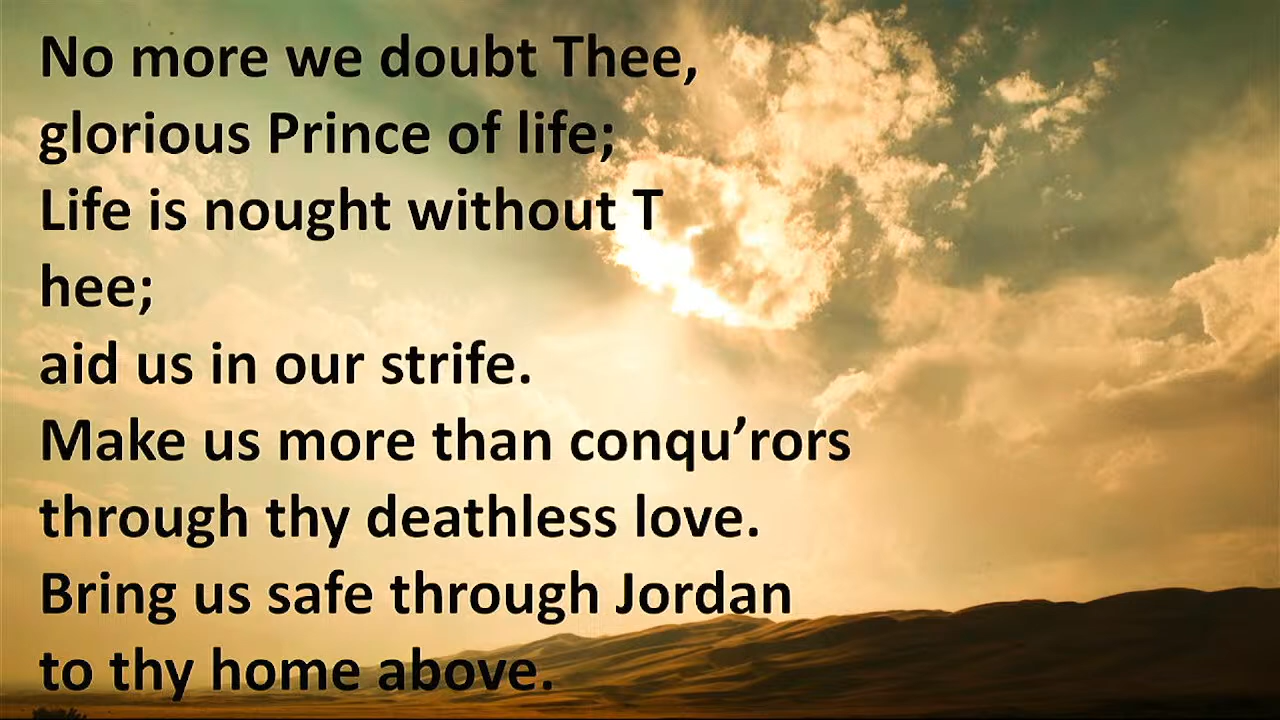 No more we doubt Thee,
glorious Prince of life;
Life is nought without T
hee;
aid us in our strife.
Make us more than conqu’rors
through thy deathless love.
Bring us safe through Jordan
to thy home above.